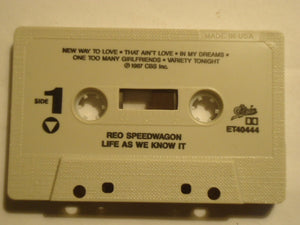 MADE IN USA
NEW WAY TO LOVE • THAT AIN'T LOVE • IN MY DREAMS •
ONE TOO MANY GIRLFRIENDS • VARIETY TONIGHT
℗ 1987 CBS Inc.
SIDE 1
Epic
ET40444
REO SPEEDWAGON
LIFE AS WE KNOW IT